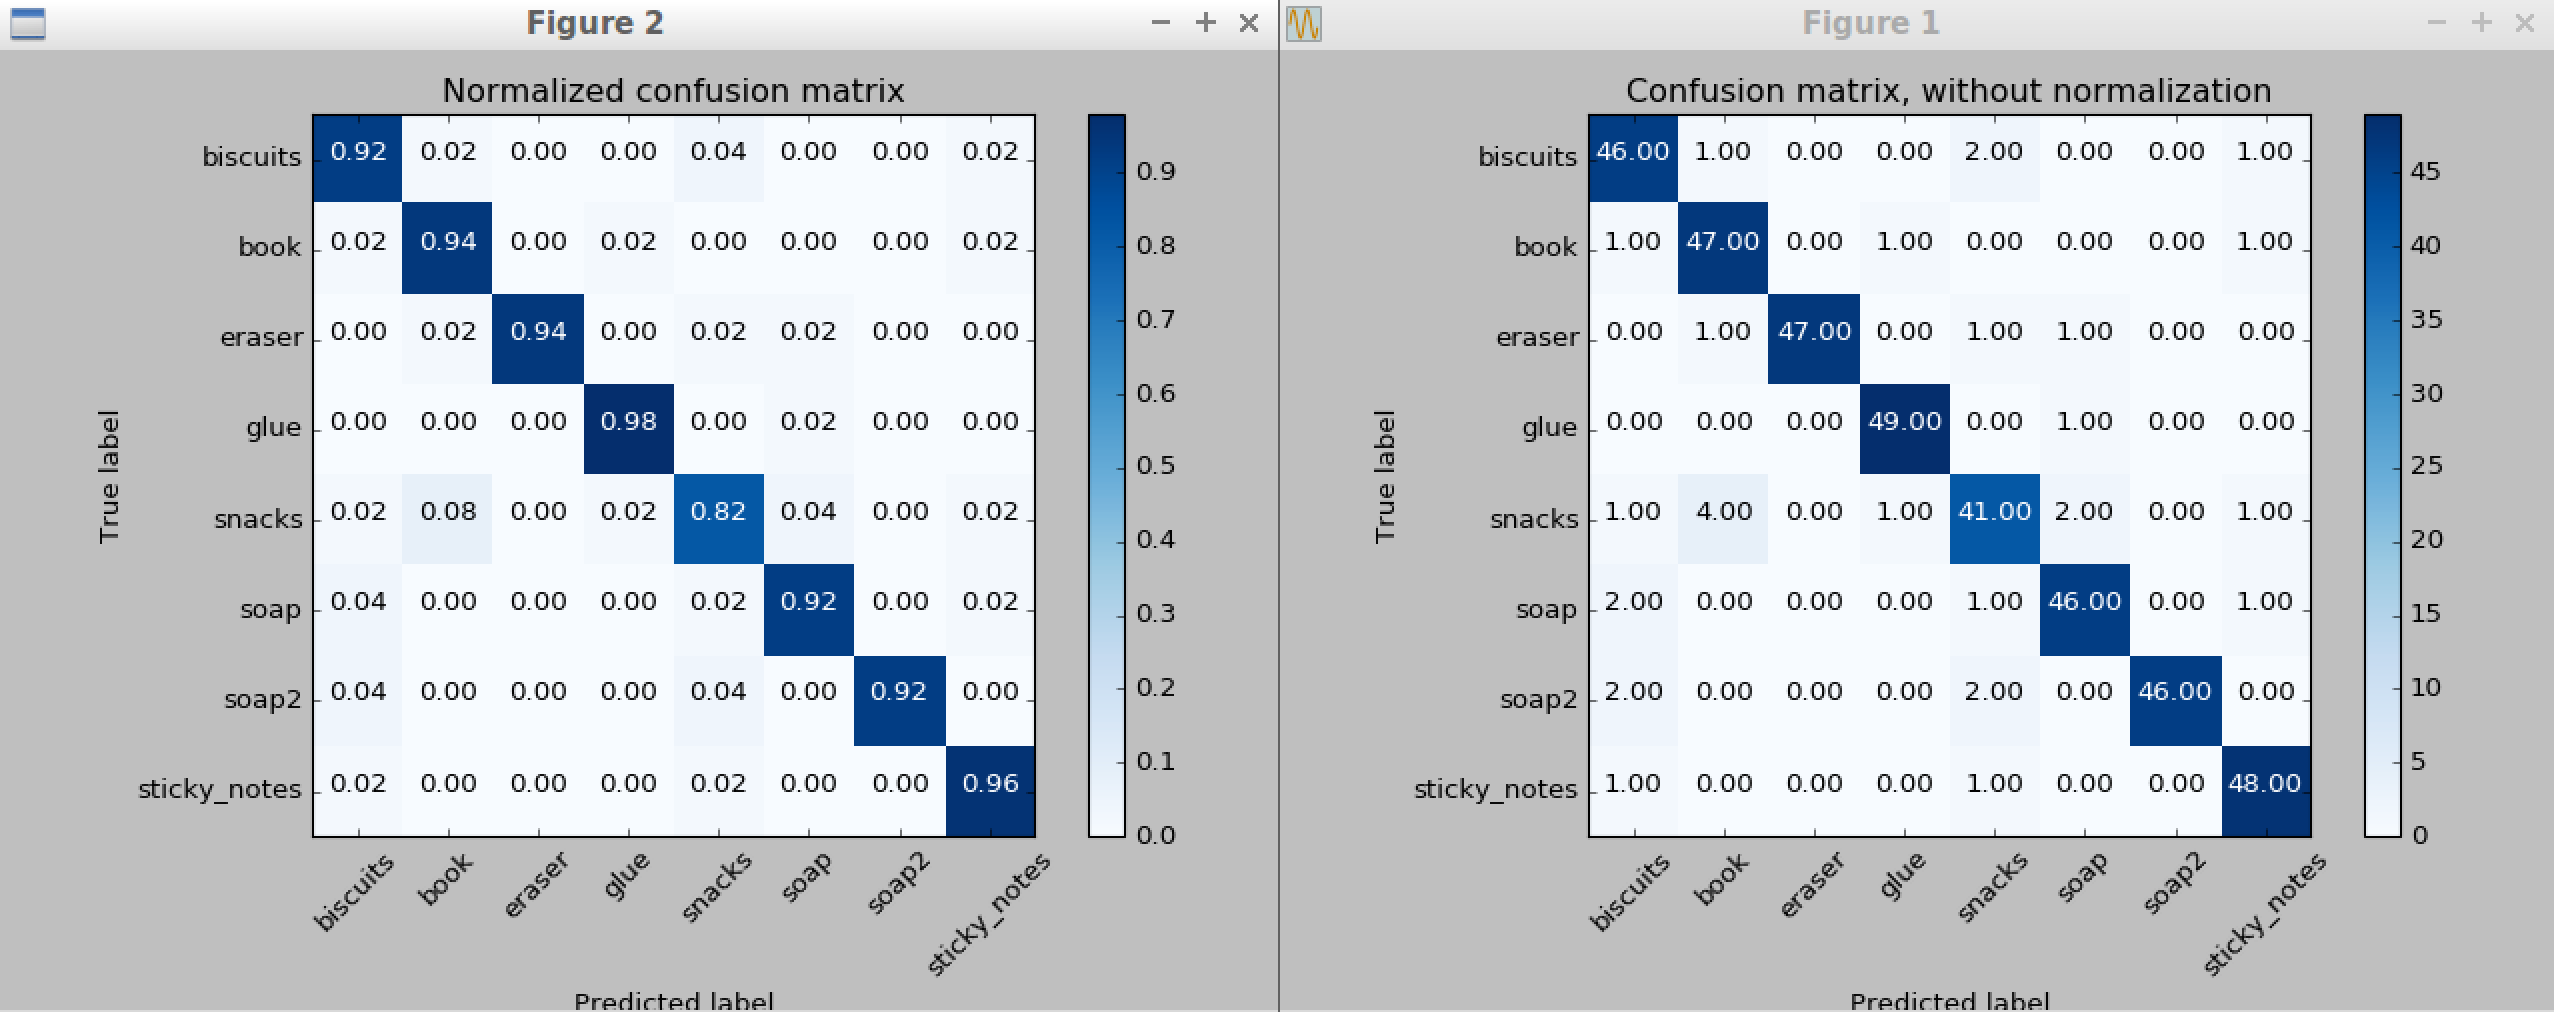 Figure 2
Normalized confusion matrix
True label
biscuits 0.92 0.02 0.00 0.00 0.04 0.00 0.00 0.02
book 0.02 0.94 0.00 0.02 0.00 0.00 0.00 0.02
eraser 0.00 0.02 0.94 0.00 0.02 0.02 0.00 0.00
glue 0.00 0.00 0.00 0.98 0.00 0.02 0.00 0.00
snacks 0.02 0.08 0.00 0.02 0.82 0.04 0.00 0.02
soap 0.04 0.00 0.00 0.00 0.02 0.92 0.00 0.02
soap2 0.04 0.00 0.00 0.00 0.04 0.00 0.92 0.00
sticky_notes 0.02 0.00 0.00 0.00 0.02 0.00 0.00 0.96
biscuits book eraser glue snacks soap soap2 sticky_notes
Predicted label
0.9
0.8
0.7
0.6
0.5
0.4
0.3
0.2
0.1
0.0
Figure 1
Confusion matrix, without normalization
True label
biscuits 46.00 1.00 0.00 0.00 2.00 0.00 0.00 1.00
book 1.00 47.00 0.00 1.00 0.00 0.00 0.00 1.00
eraser 0.00 1.00 47.00 0.00 1.00 1.00 0.00 0.00
glue 0.00 0.00 0.00 49.00 0.00 1.00 0.00 0.00
snacks 1.00 4.00 0.00 1.00 41.00 2.00 0.00 1.00
soap 2.00 0.00 0.00 0.00 1.00 46.00 0.00 1.00
soap2 2.00 0.00 0.00 0.00 2.00 0.00 46.00 0.00
sticky_notes 1.00 0.00 0.00 0.00 1.00 0.00 0.00 48.00
biscuits book eraser glue snacks soap soap2 sticky_notes
Predicted label
45
40
35
30
25
20
15
10
5
0